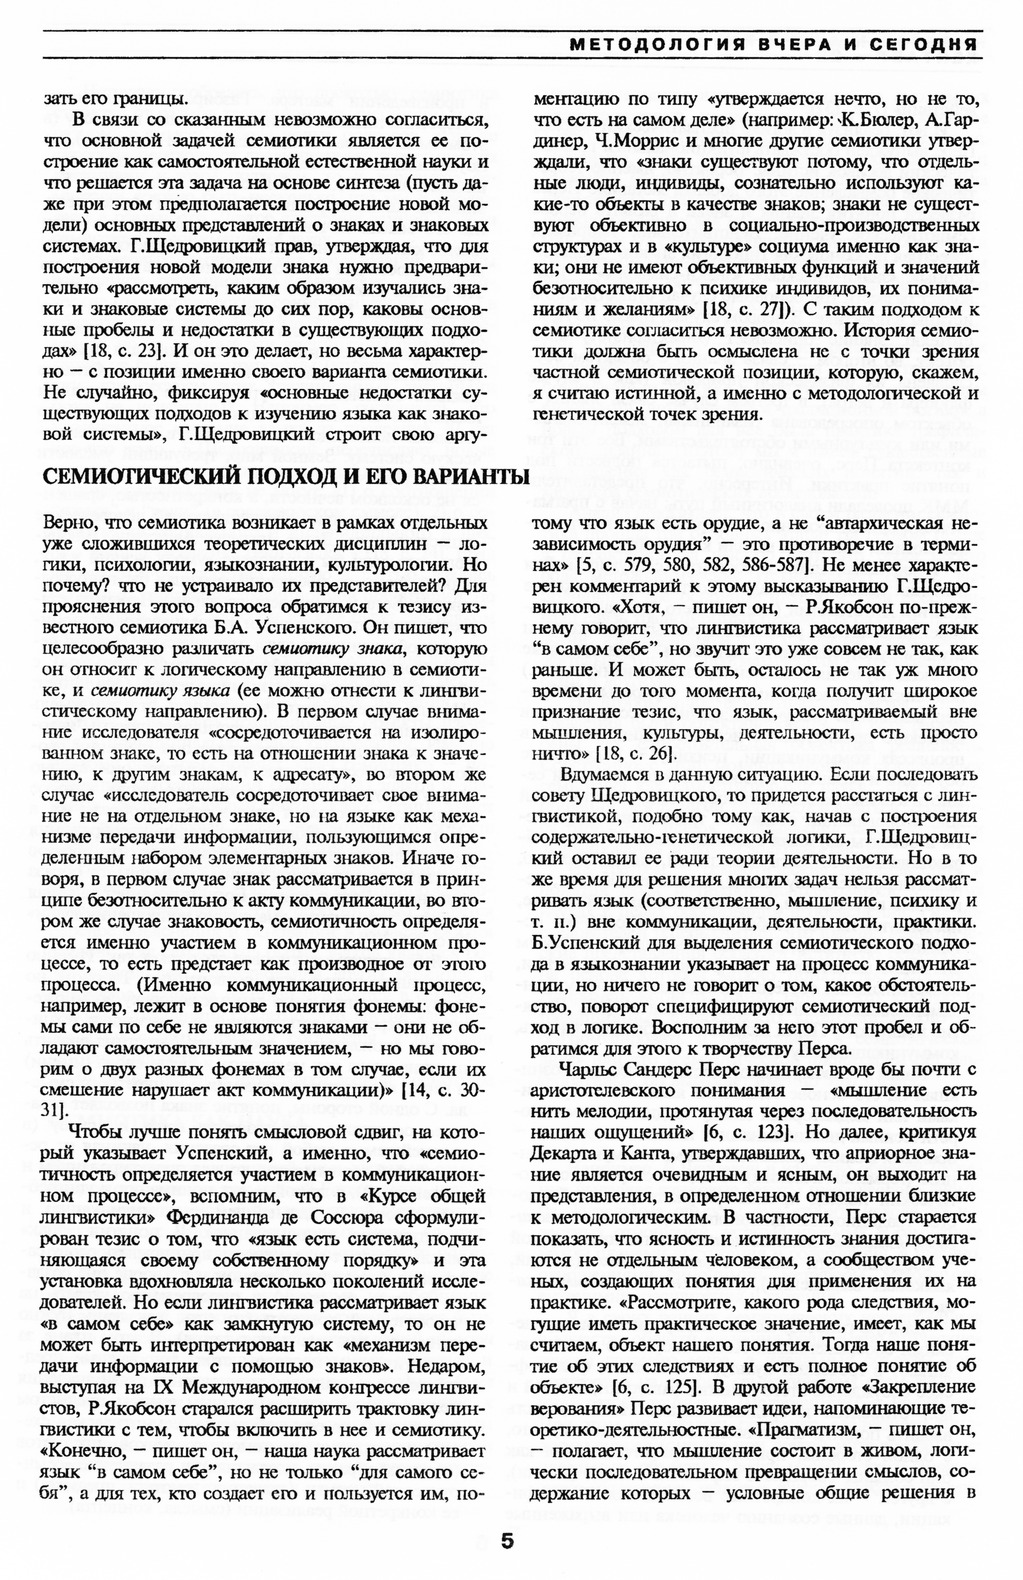 МЕТОДОЛОГИЯ ВЧЕРА И СЕГОДНЯ
зать его границы.
В связи со сказанным невозможно согласиться,
что основной задачей семиотики является ее по-
строение как самостоятельной естественной науки и
что решается эта задача на основе синтеза (пусть да-
же при этом предполагается построение новой мо-
дели) основных представлений о знаках и знаковых
системах. Г.Щедровицкий прав, утверждая, что для
построения новой модели знака нужно предвари-
тельно «рассмотреть, каким образом изучались зна-
ки и знаковые системы до сих пор, каковы основ-
ные пробелы и недостатки в существующих подхо-
дах» [18, с. 23]. И он это делает, но весьма характер-
но — с позиции именно своего варианта семиотики.
Не случайно, фиксируя «основные недостатки су-
ществующих подходов к изучению языка как знако-
вой системы», Г.Щедровицкий строит свою аргу-
ментацию по типу «утверждается нечто, но не то,
что есть на самом деле» (например: К.Бюлер, А.Гар-
динер, Ч.Моррис и многие другие семиотики утвер-
ждали, что «знаки существуют потому, что отдель-
ные люди, индивиды, сознательно используют ка-
кие-то объекты в качестве знаков; знаки не сущест-
вуют объективно в социально-производственных
структурах и в «культуре» социума именно как зна-
ки; они не имеют объективных функций и значений
безотносительно к психике индивидов, их понима-
ниям и желаниям» [18, с. 27]). С таким подходом к
семиотике согласиться невозможно. История семио-
тики должна быть осмыслена не с точки зрения
частной семиотической позиции, которую, скажем,
я считаю истинной, а именно с методологической и
генетической точек зрения.
СЕМИОТИЧЕСКИЙ ПОДХОД И ЕГО ВАРИАНТЫ
Верно, что семиотика возникает в рамках отдельных
уже сложившихся теоретических дисциплин — ло-
гики, психологии, языкознании, культурологии. Но
почему? что не устраивало их представителей? Для
прояснения этого вопроса обратимся к тезису из-
вестного семиотика Б.А. Успенского. Он пишет, что
целесообразно различать семиотику знака, которую
он относит к логическому направлению в семиоти-
ке, и семиотику языка (ее можно отнести к лингви-
стическому направлению). В первом случае внима-
ние исследователя «сосредоточивается на изолиро-
ванном знаке, то есть на отношении знака к значе-
нию, к другим знакам, к адресату», во втором же
случае «исследователь сосредоточивает свое внима-
ние не на отдельном знаке, но на языке как меха-
низме передачи информации, пользующимся опре-
деленным набором элементарных знаков. Иначе го-
воря, в первом случае знак рассматривается в прин-
ципе безотносительно к акту коммуникации, во вто-
ром же случае знаковость, семиотичность определя-
ется именно участием в коммуникационном про-
цессе, то есть предстает как производное от этого
процесса. (Именно коммуникационный процесс,
например, лежит в основе понятия фонемы: фоне-
мы сами по себе не являются знаками — они не об-
ладают самостоятельным значением, — но мы гово-
рим о двух разных фонемах в том случае, если их
смешение нарушает акт коммуникации)» [14, с. 30-
31].
Чтобы лучше понять смысловой сдвиг, на кото-
рый указывает Успенский, а именно, что «семио-
тичность определяется участием в коммуникацион-
ном процессе», вспомним, что в «Курсе общей
лингвистики» Фердинанда де Соссюра сформули-
рован тезис о том, что «язык есть система, подчи-
няющаяся своему собственному порядку» и эта
установка вдохновляла несколько поколений иссле-
дователей. Но если лингвистика рассматривает язык
«в самом себе» как замкнутую систему, то он не
может быть интерпретирован как «механизм пере-
дачи информации с помощью знаков». Недаром,
выступая на IX Международном конгрессе лингви-
стов, Р.Якобсон старался расширить трактовку лин-
гвистики с тем, чтобы включить в нее и семиотику.
«Конечно, — пишет он, — наша наука рассматривает
язык “в самом себе”, но не только “для самого се-
бя”, а для тех, кто создает его и пользуется им, по-
тому что язык есть орудие, а не “автархическая не-
зависимость орудия” — это противоречие в терми-
нах» [5, с. 579, 580, 582, 586-587]. Не менее характе-
рен комментарий к этому высказыванию Г.Щедро-
вицкого. «Хотя, — пишет он, — Р.Якобсон по-преж-
нему говорит, что лингвистика рассматривает язык
“в самом себе”, но звучит это уже совсем не так, как
раньше. И может быть, осталось не так уж много
времени до того момента, когда получит широкое
признание тезис, что язык, рассматриваемый вне
мышления, культуры, деятельности, есть просто
ничто» [18, с. 26].
Вдумаемся в данную ситуацию. Если последовать
совету Щедровицкого, то придется расстаться с лин-
гвистикой, подобно тому как, начав с построения
содержательно-генетической логики, Г.Щедровиц-
кий оставил ее ради теории деятельности. Но в то
же время для решения многих задач нельзя рассмат-
ривать язык (соответственно, мышление, психику и
т. п.) вне коммуникации, деятельности, практики.
Б.Успенский для выделения семиотического подхо-
да в языкознании указывает на процесс коммуника-
ции, но ничего не говорит о том, какое обстоятель-
ство, поворот специфицируют семиотический под-
ход в логике. Восполним за него этот пробел и об-
ратимся для этого к творчеству Перса.
Чарльс Сандерс Перс начинает вроде бы почти с
аристотелевского понимания — «мышление есть
нить мелодии, протянутая через последовательность
наших ощущений» [6, с. 123]. Но далее, критикуя
Декарта и Канта, утверждавших, что априорное зна-
ние является очевидным и ясным, он выходит на
представления, в определенном отношении близкие
к методологическим. В частности, Перс старается
показать, что ясность и истинность знания достига-
ются не отдельным человеком, а сообществом уче-
ных, создающих понятия для применения их на
практике. «Рассмотрите, какого рода следствия, мо-
гущие иметь практическое значение, имеет, как мы
считаем, объект нашего понятия. Тогда наше поня-
тие об этих следствиях и есть полное понятие об
объекте» [6, с. 125]. В другой работе «Закрепление
верования» Перс развивает идеи, напоминающие те-
оретико-деятельностные. «Прагматизм, — пишет он,
— полагает, что мышление состоит в живом, логи-
чески последовательном превращении смыслов, со-
держание которых — условные общие решения в
5